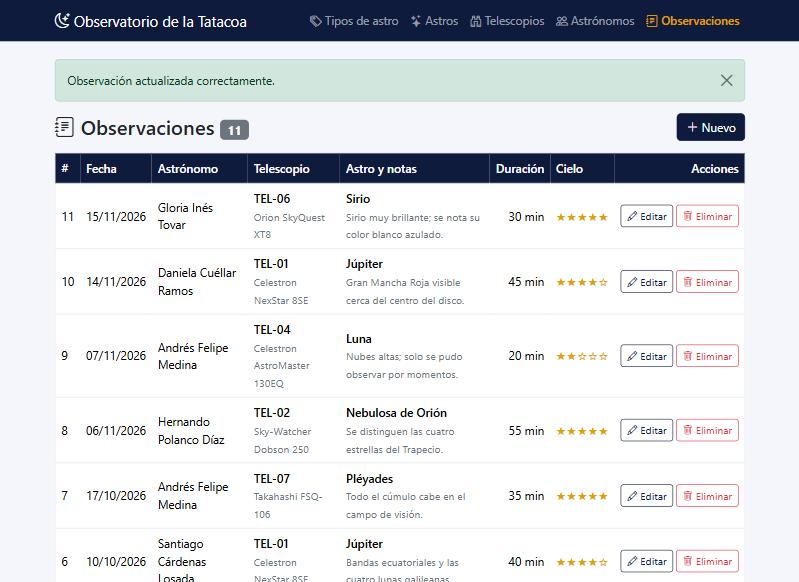 Observatorio de la Tatacoa
Tipos de astro
Astros
Telescopios
Astrónomos
Observaciones
Observación actualizada correctamente.
Observaciones 11
Nuevo
# Fecha Astrónomo Telescopio Astro y notas Duración Cielo Acciones
11 15/11/2026 Gloria Inés Tovar TEL-06 Orion SkyQuest XT8 Sirio Sirio muy brillante; se nota su color blanco azulado. 30 min ★★★★★ Editar Eliminar
10 14/11/2026 Daniela Cuéllar Ramos TEL-01 Celestron NexStar 8SE Júpiter Gran Mancha Roja visible cerca del centro del disco. 45 min ★★★★☆ Editar Eliminar
9 07/11/2026 Andrés Felipe Medina TEL-04 Celestron AstroMaster 130EQ Luna Nubes altas; solo se pudo observar por momentos. 20 min ★★☆☆☆ Editar Eliminar
8 06/11/2026 Hernando Polanco Díaz TEL-02 Sky-Watcher Dobson 250 Nebulosa de Orión Se distinguen las cuatro estrellas del Trapecio. 55 min ★★★★★ Editar Eliminar
7 17/10/2026 Andrés Felipe Medina TEL-07 Takahashi FSQ-106 Pléyades Todo el cúmulo cabe en el campo de visión. 35 min ★★★★★ Editar Eliminar
6 10/10/2026 Santiago Cárdenas Losada TEL-01 Celestron NexStar 8SE Júpiter Bandas ecuatoriales y las cuatro lunas galileanas 40 min ★★★★☆ Editar Eliminar